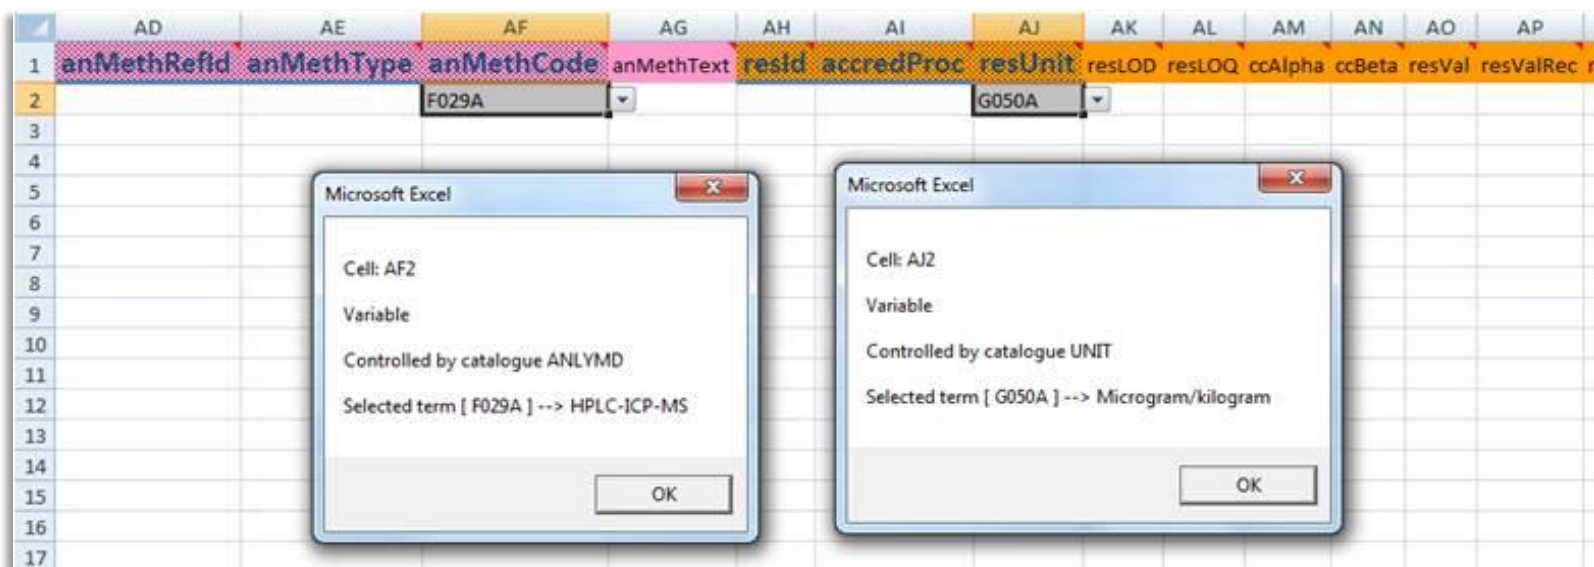 AD AE AF AG AH AI AJ AK AL AM AN AO AP
1 anMethRefId anMethType anMethCode anMethText resId accredProc resUnit resLOD resLOQ ccAlpha ccBeta resVal resValRec
2 F029A G050A
3
4
5
6
7
8
9
10
11
12
13
14
15
16
17
Microsoft Excel
Cell: AF2
Variable
Controlled by catalogue ANLYMD
Selected term [ F029A ] --> HPLC-ICP-MS
OK
Microsoft Excel
Cell: AJ2
Variable
Controlled by catalogue UNIT
Selected term [ G050A ] --> Microgram/kilogram
OK